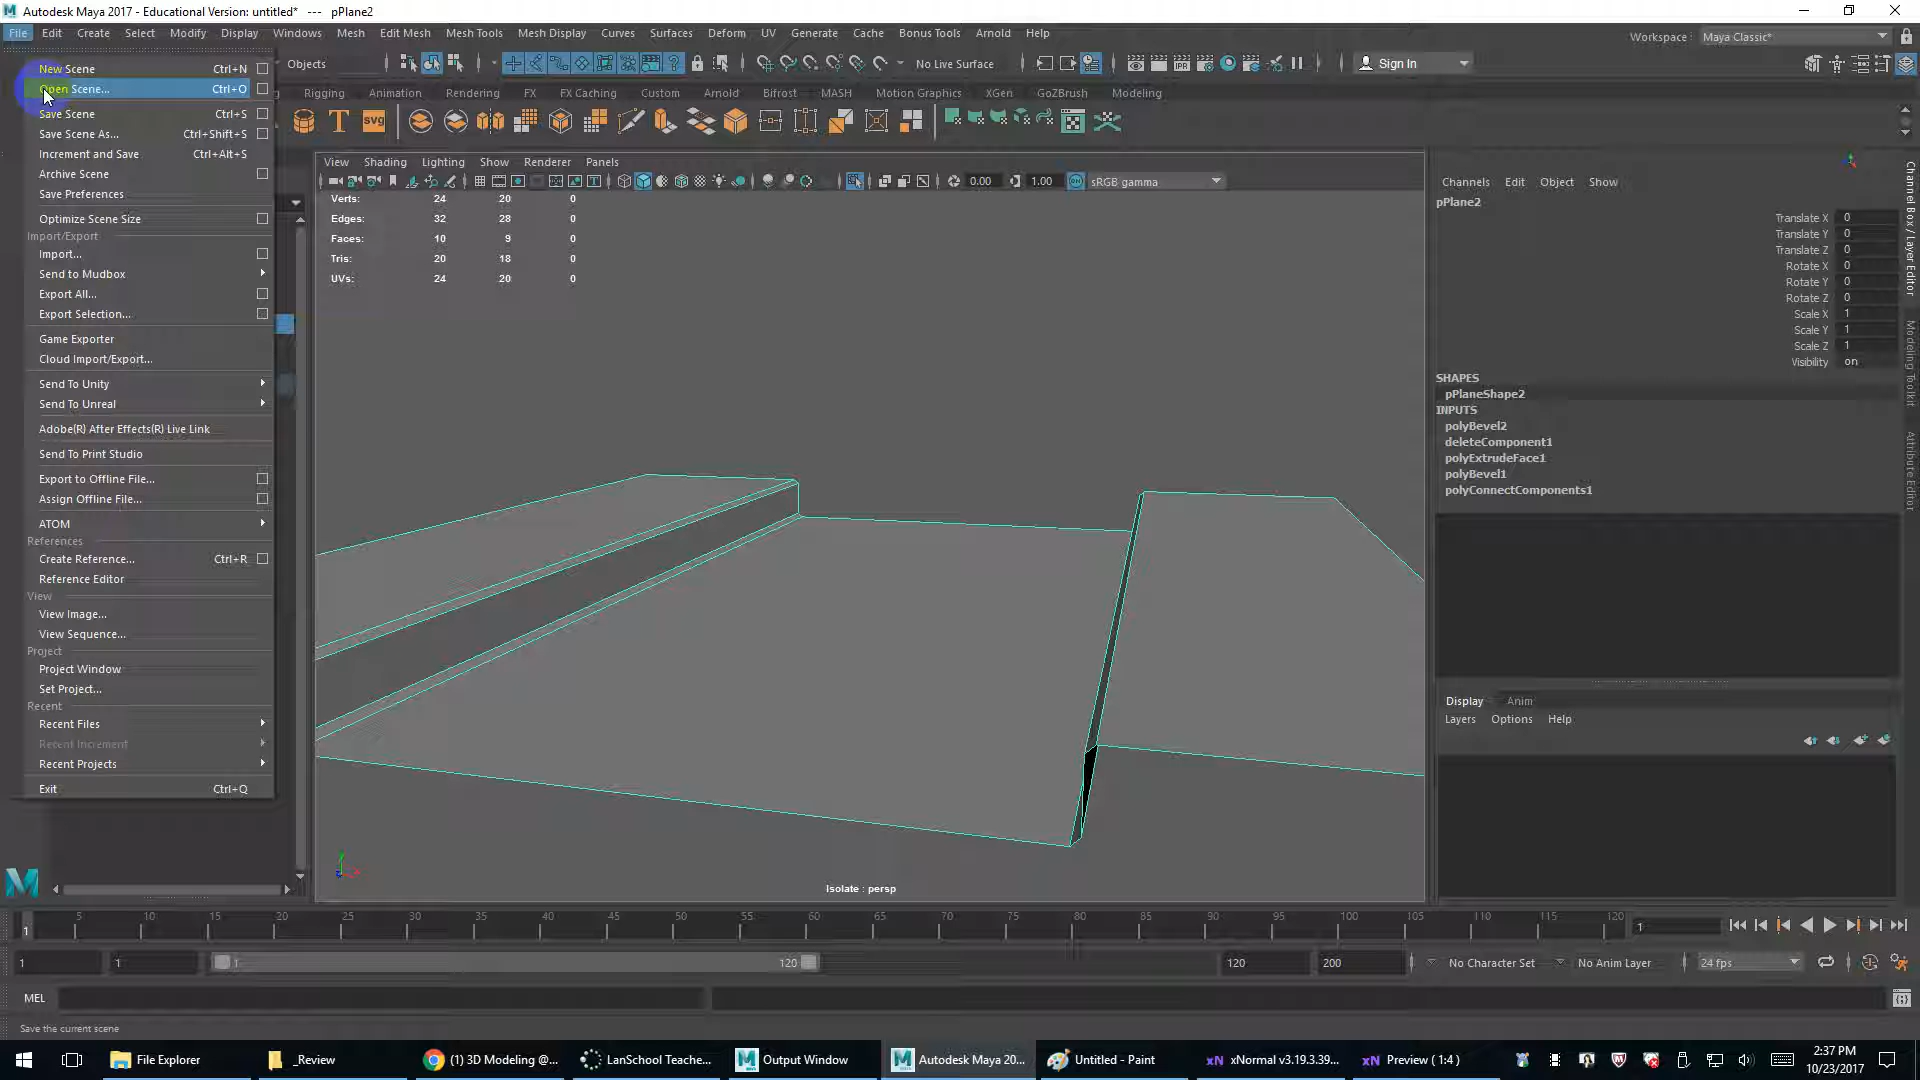 Autodesk Maya 2017 - Educational Version: untitled* --- pPlane2
File Edit Create Select Modify Display Windows Mesh Edit Mesh Mesh Tools Mesh Display Curves Surfaces Deform UV Generate Cache Bonus Tools Arnold Help
Workspace : Maya Classic*
Objects
No Live Surface
Sign In
Rigging Animation Rendering FX FX Caching Custom Arnold Bifrost MASH Motion Graphics XGen GoZBrush Modeling
New Scene Ctrl+N
Open Scene... Ctrl+O
Save Scene Ctrl+S
Save Scene As... Ctrl+Shift+S
Increment and Save Ctrl+Alt+S
Archive Scene
Save Preferences
Optimize Scene Size
Import/Export
Import...
Send to Mudbox
Export All...
Export Selection...
Game Exporter
Cloud Import/Export...
Send To Unity
Send To Unreal
Adobe(R) After Effects(R) Live Link
Send To Print Studio
Export to Offline File...
Assign Offline File...
ATOM
References
Create Reference... Ctrl+R
Reference Editor
View
View Image...
View Sequence...
Project
Project Window
Set Project...
Recent
Recent Files
Recent Increment
Recent Projects
Exit Ctrl+Q
T svg
IPR
View Shading Lighting Show Renderer Panels
0.00 1.00 sRGB gamma
Verts: 24 20 0
Edges: 32 28 0
Faces: 10 9 0
Tris: 20 18 0
UVs: 24 20 0
Isolate : persp
Channels Edit Object Show
pPlane2
Translate X 0
Translate Y 0
Translate Z 0
Rotate X 0
Rotate Y 0
Rotate Z 0
Scale X 1
Scale Y 1
Scale Z 1
Visibility on
SHAPES
pPlaneShape2
INPUTS
polyBevel2
deleteComponent1
polyExtrudeFace1
polyBevel1
polyConnectComponents1
Display Anim
Layers Options Help
Channel Box / Layer Editor
Modeling Toolkit
Attribute Editor
5 10 15 20 25 30 35 40 45 50 55 60 65 70 75 80 85 90 95 100 105 110 115 120
1
1
1 1 1 120 120 200 No Character Set No Anim Layer 24 fps
MEL
Save the current scene
File Explorer
_Review
(1) 3D Modeling @...
LanSchool Teache...
Output Window
Autodesk Maya 20...
Untitled - Paint
xNormal v3.19.3.39...
Preview ( 1:4 )
2:37 PM
10/23/2017